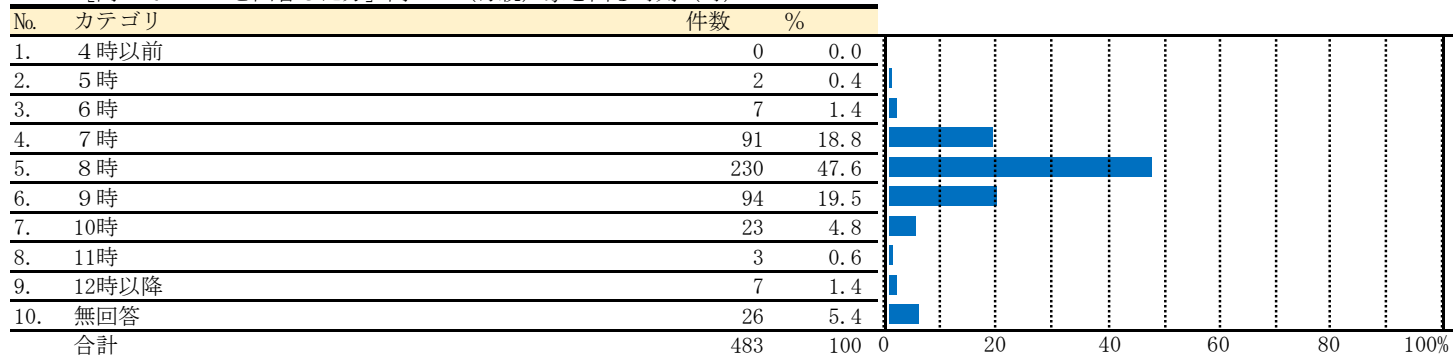 № カテゴリ 件数 %
1. 4時以前 0 0.0
2. 5時 2 0.4
3. 6時 7 1.4
4. 7時 91 18.8
5. 8時 230 47.6
6. 9時 94 19.5
7. 10時 23 4.8
8. 11時 3 0.6
9. 12時以降 7 1.4
10. 無回答 26 5.4
合計 483 100 0 20 40 60 80 100%